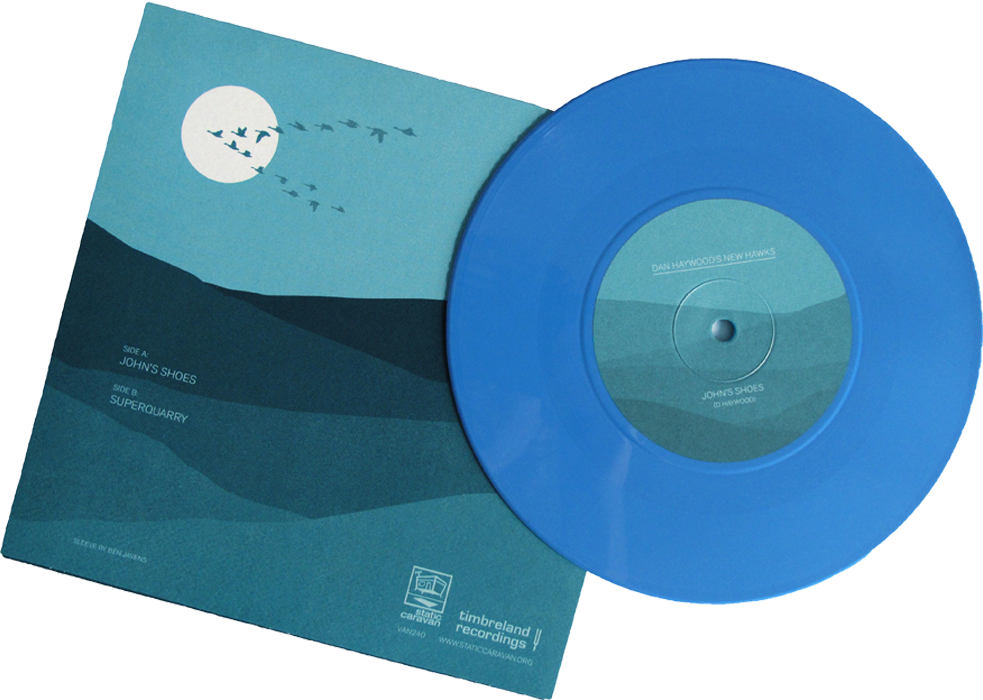 SIDE A:
JOHN'S SHOES
SIDE B:
SUPERQUARRY
SLEEVE BY BEN JAVENS
static
caravan
VAN240
timbreland
recordings
WWW.STATICCARAVAN.ORG
DAN HAYWOOD'S NEW HAWKS
JOHN'S SHOES
(D HAYWOOD)